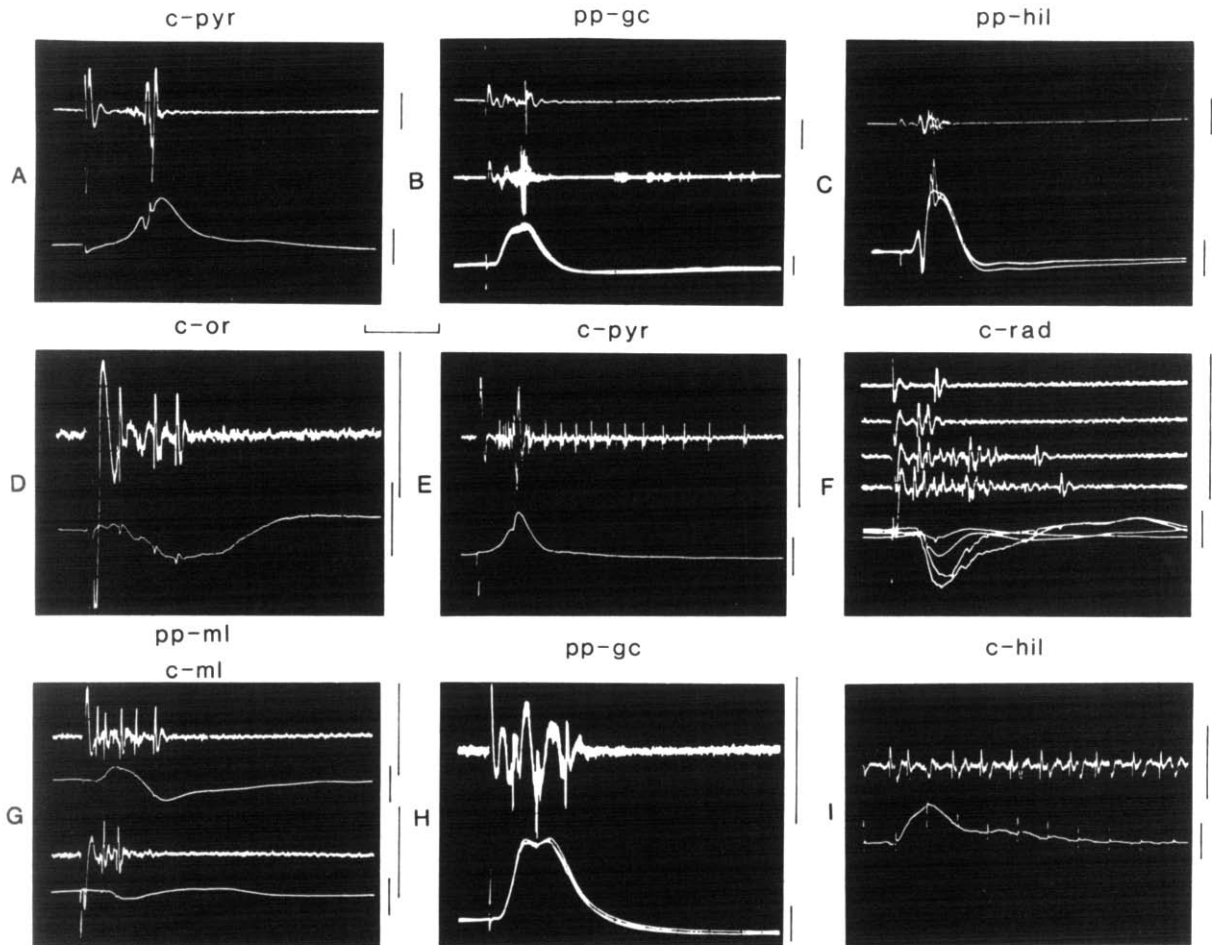 c-pyr
pp-gc
pp-hil
A
B
C
c-or
c-pyr
c-rad
D
E
F
pp-ml
c-ml
pp-gc
c-hil
G
H
I